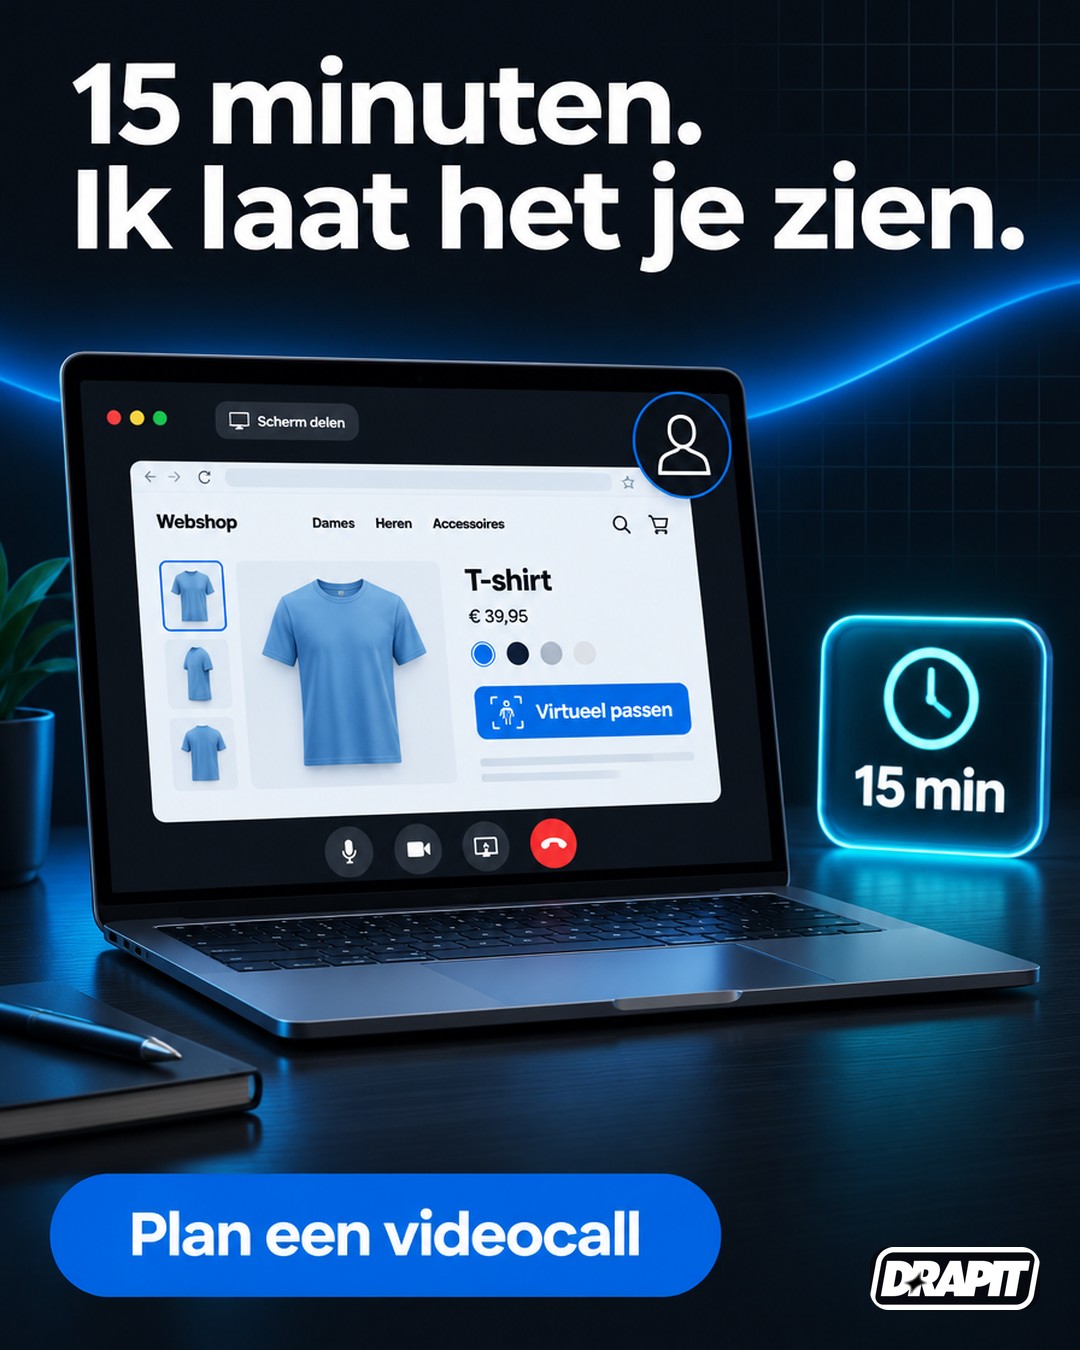 15 minuten.
Ik laat het je zien.
Scherm delen
Webshop
Dames Heren Accessoires
T-shirt
€ 39,95
Virtueel passen
15 min
Plan een videocall
DRAPIT